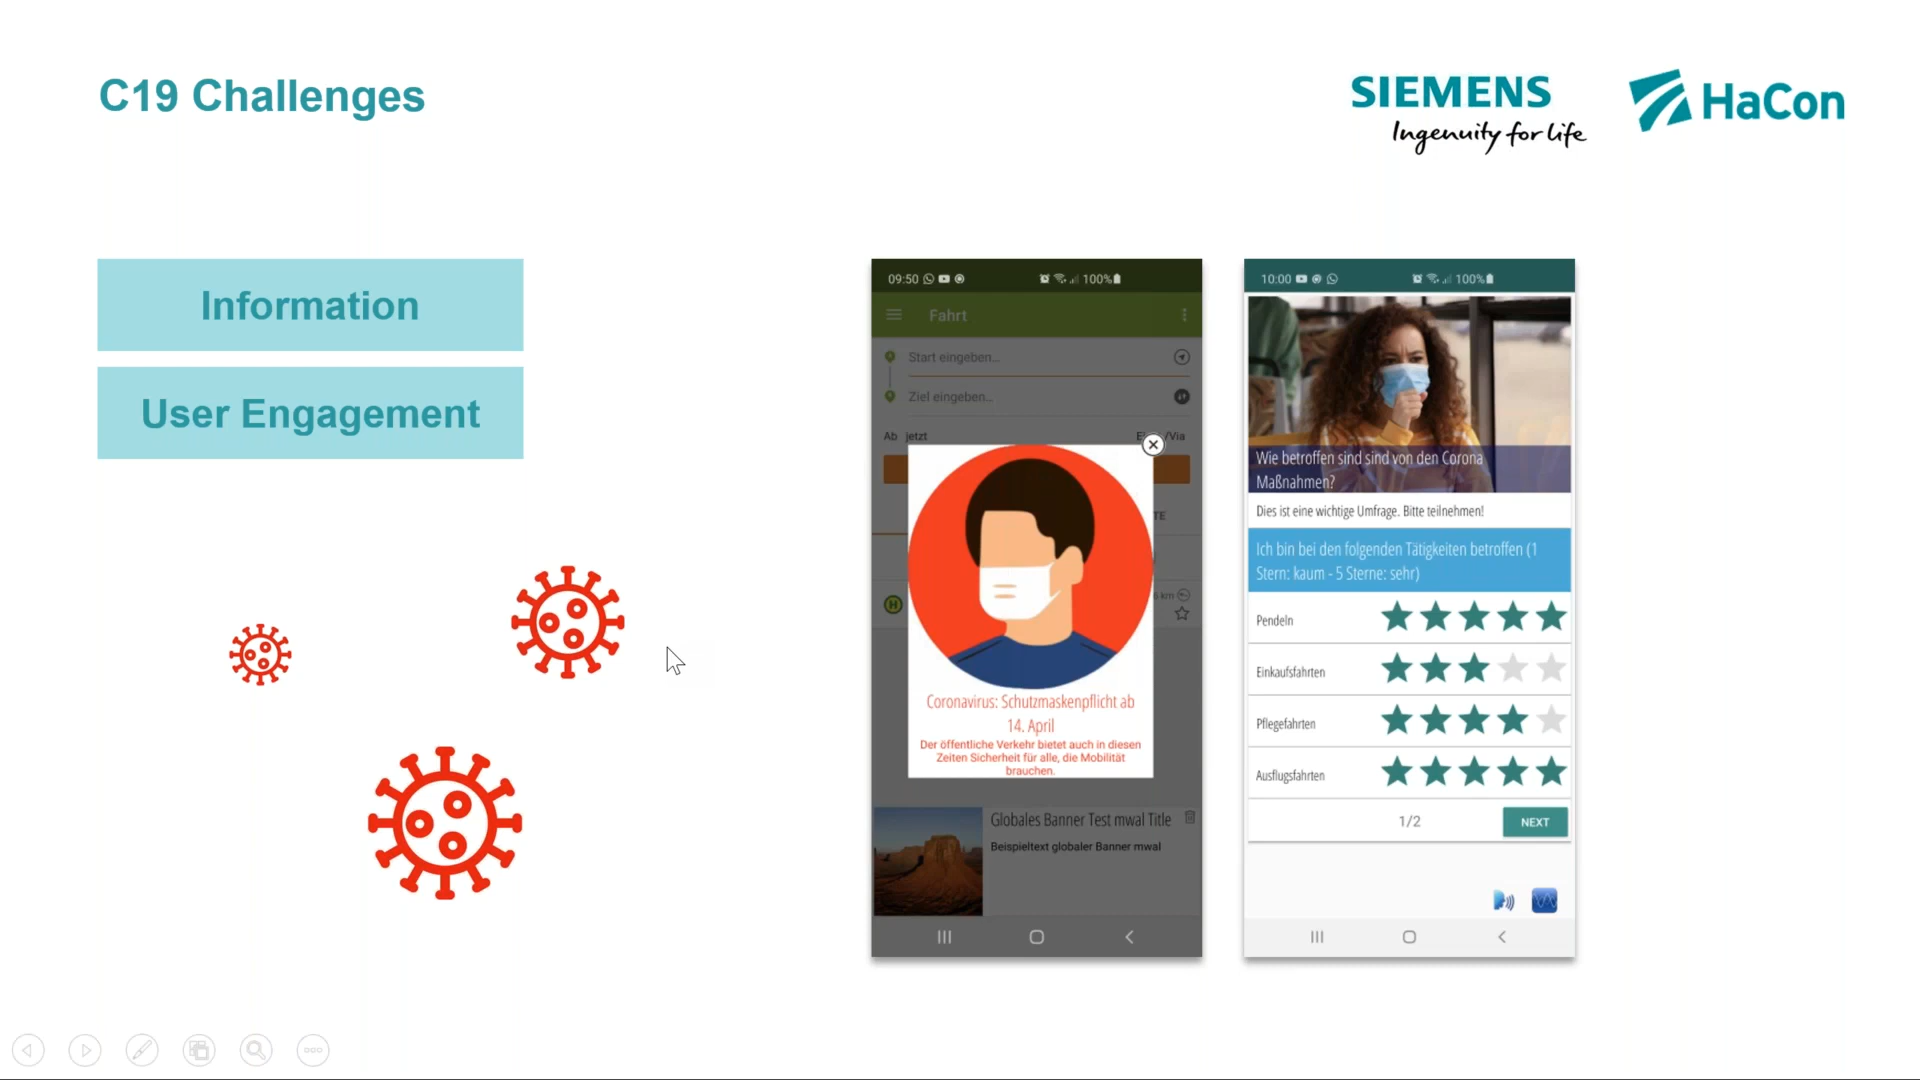 C19 Challenges
SIEMENS
Ingenuity for life
HaCon
Information
User Engagement
09:50
100%
Fahrt
Start eingeben...
Ziel eingeben...
Ab jetzt
/Via
TE
km
H
Coronavirus: Schutzmaskenpflicht ab
14. April
Der öffentliche Verkehr bietet auch in diesen
Zeiten Sicherheit für alle, die Mobilität
brauchen.
Globales Banner Test mwal Title
Beispieltext globaler Banner mwal
10:00
100%
Wie betroffen sind sind von den Corona
Maßnahmen?
Dies ist eine wichtige Umfrage. Bitte teilnehmen!
Ich bin bei den folgenden Tätigkeiten betroffen (1
Stern: kaum - 5 Sterne: sehr)
Pendeln
Einkaufsfahrten
Pflegefahrten
Ausflugsfahrten
1/2
NEXT